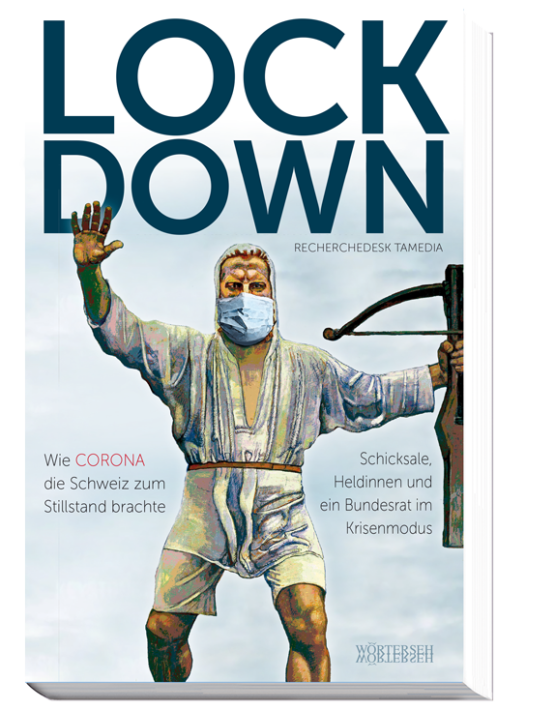 LOCK
DOWN
RECHERCHEDESK TAMEDIA
Wie CORONA
die Schweiz zum
Stillstand brachte
Schicksale,
Heldinnen und
ein Bundesrat im
Krisenmodus
WÖRTERSEH